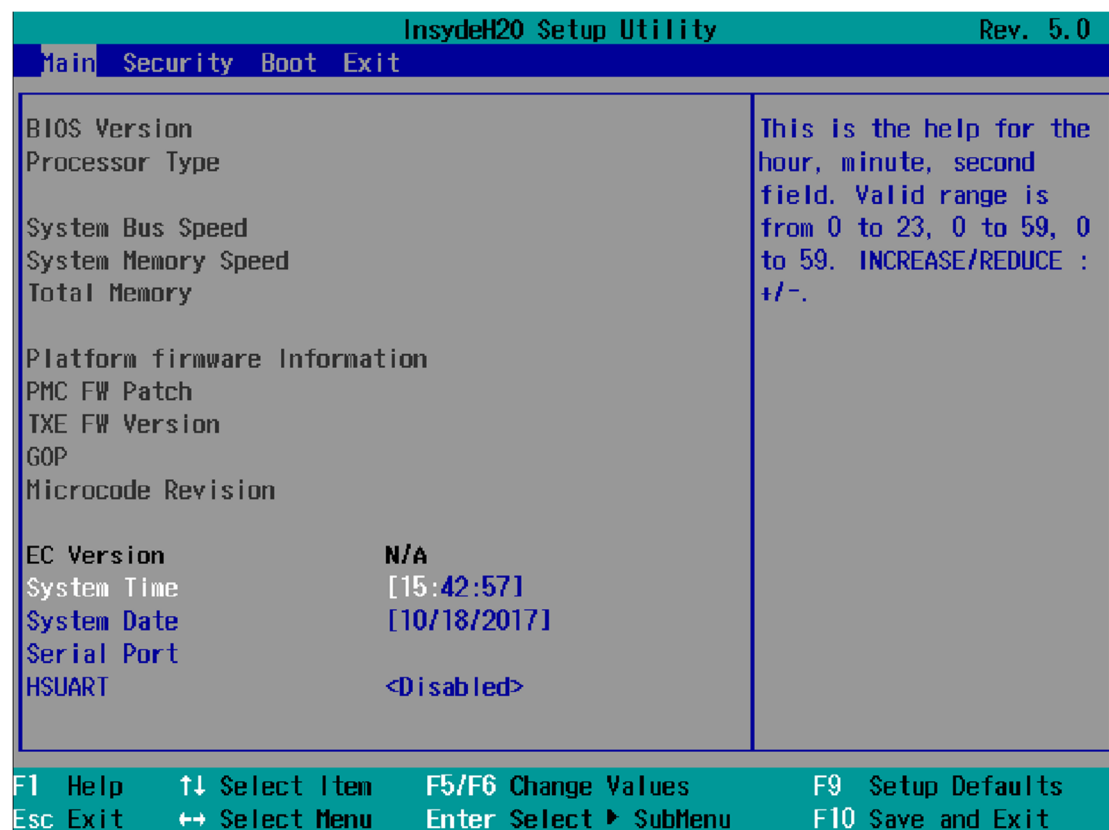 InsydeH2O Setup Utility Rev. 5.0
Main Security Boot Exit
BIOS Version
Processor Type
System Bus Speed
System Memory Speed
Total Memory
Platform firmware Information
PMC FW Patch
TXE FW Version
GOP
Microcode Revision
EC Version N/A
System Time [15:42:57]
System Date [10/18/2017]
Serial Port
HSUART <Disabled>
This is the help for the
hour, minute, second
field. Valid range is
from 0 to 23, 0 to 59, 0
to 59. INCREASE/REDUCE :
+/-.
F1 Help ↑↓ Select Item F5/F6 Change Values F9 Setup Defaults
Esc Exit ↔ Select Menu Enter Select ▶ SubMenu F10 Save and Exit